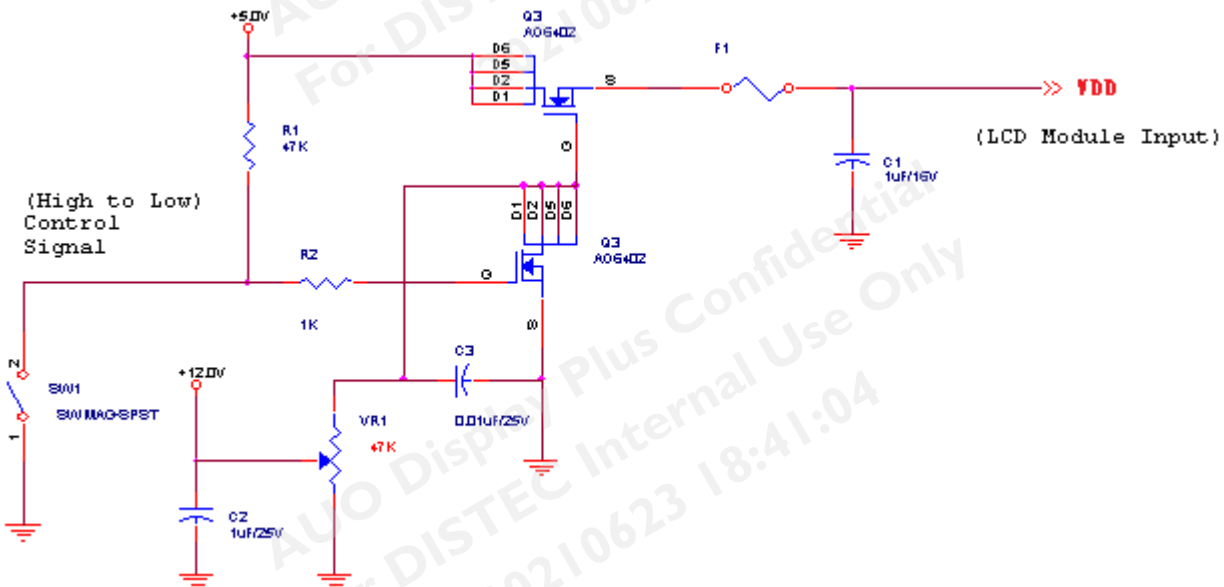 +5.0V
Q3
AO6402
D6
D5
D2
D1
S
G
F1
VDD
(LCD Module Input)
R1
47K
C1
1uF/16V
(High to Low)
Control
Signal
D1
D2
D5
D6
Q3
AO6402
R2
G
1K
S
2
SW1
SW MAG-SPST
1
+12.0V
C3
0.01uF/25V
VR1
47K
C2
1uF/25V
AUO Display Plus Confidential
For DISTEC Internal Use Only
20210623 18:41:04